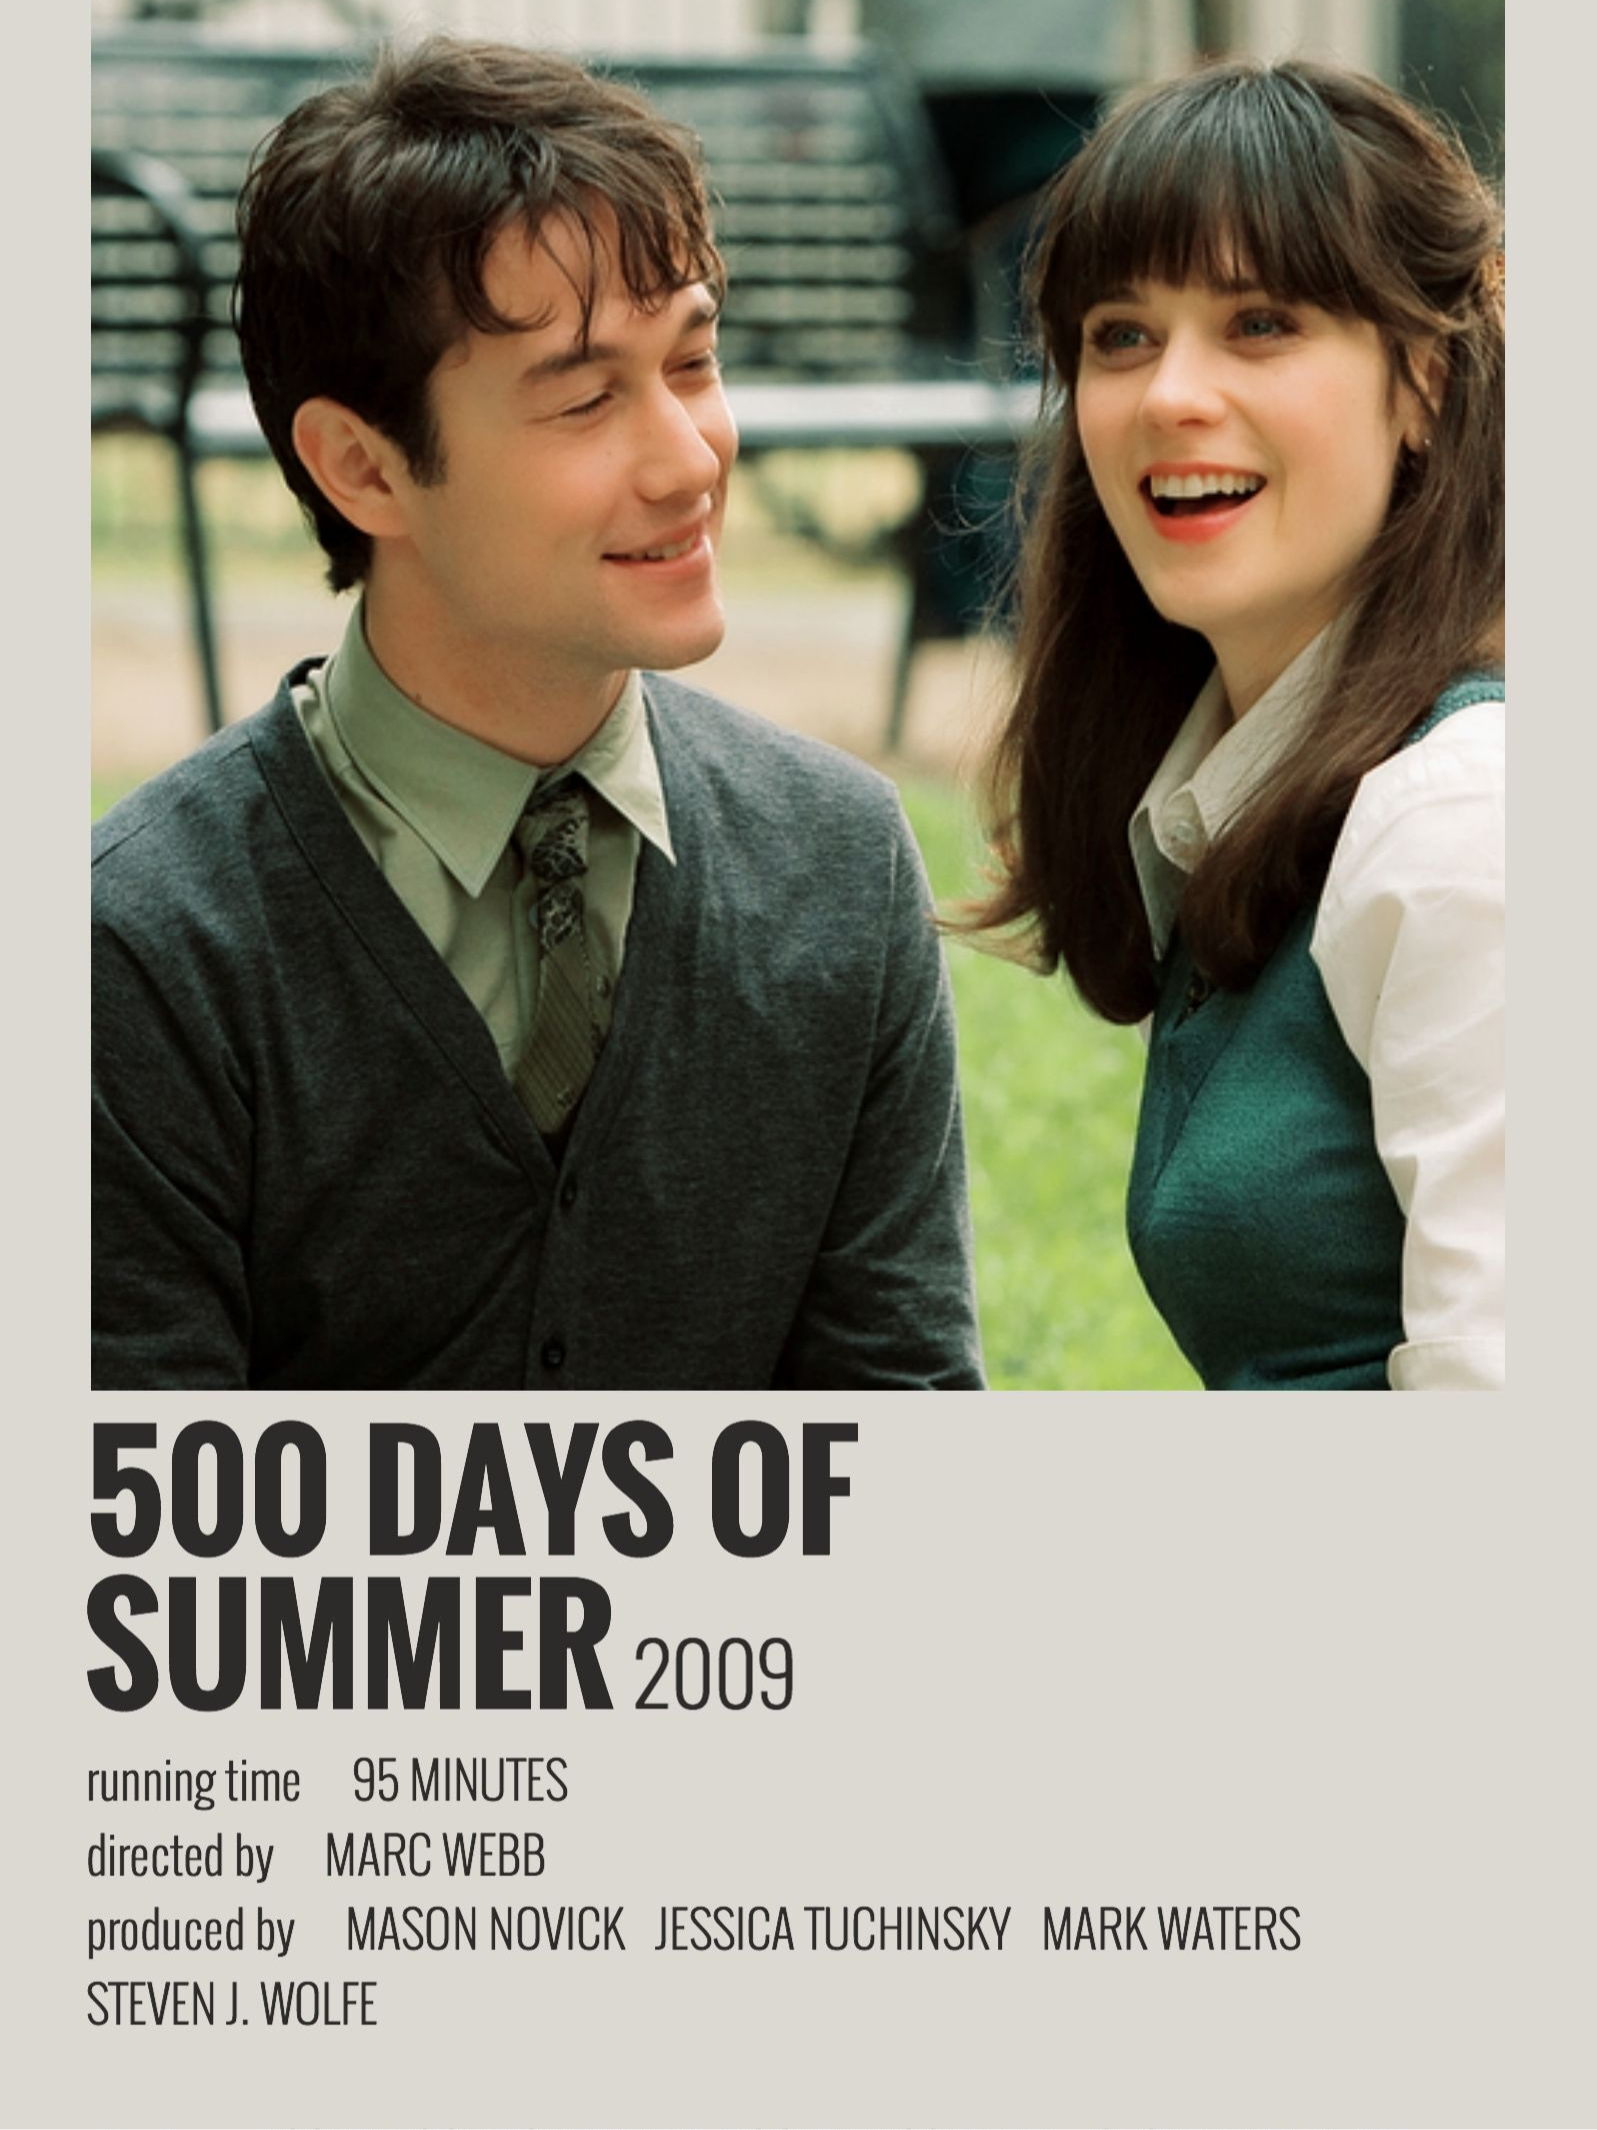 500 DAYS OF
SUMMER 2009
running time 95 MINUTES
directed by MARC WEBB
produced by MASON NOVICK JESSICA TUCHINSKY MARK WATERS
STEVEN J. WOLFE